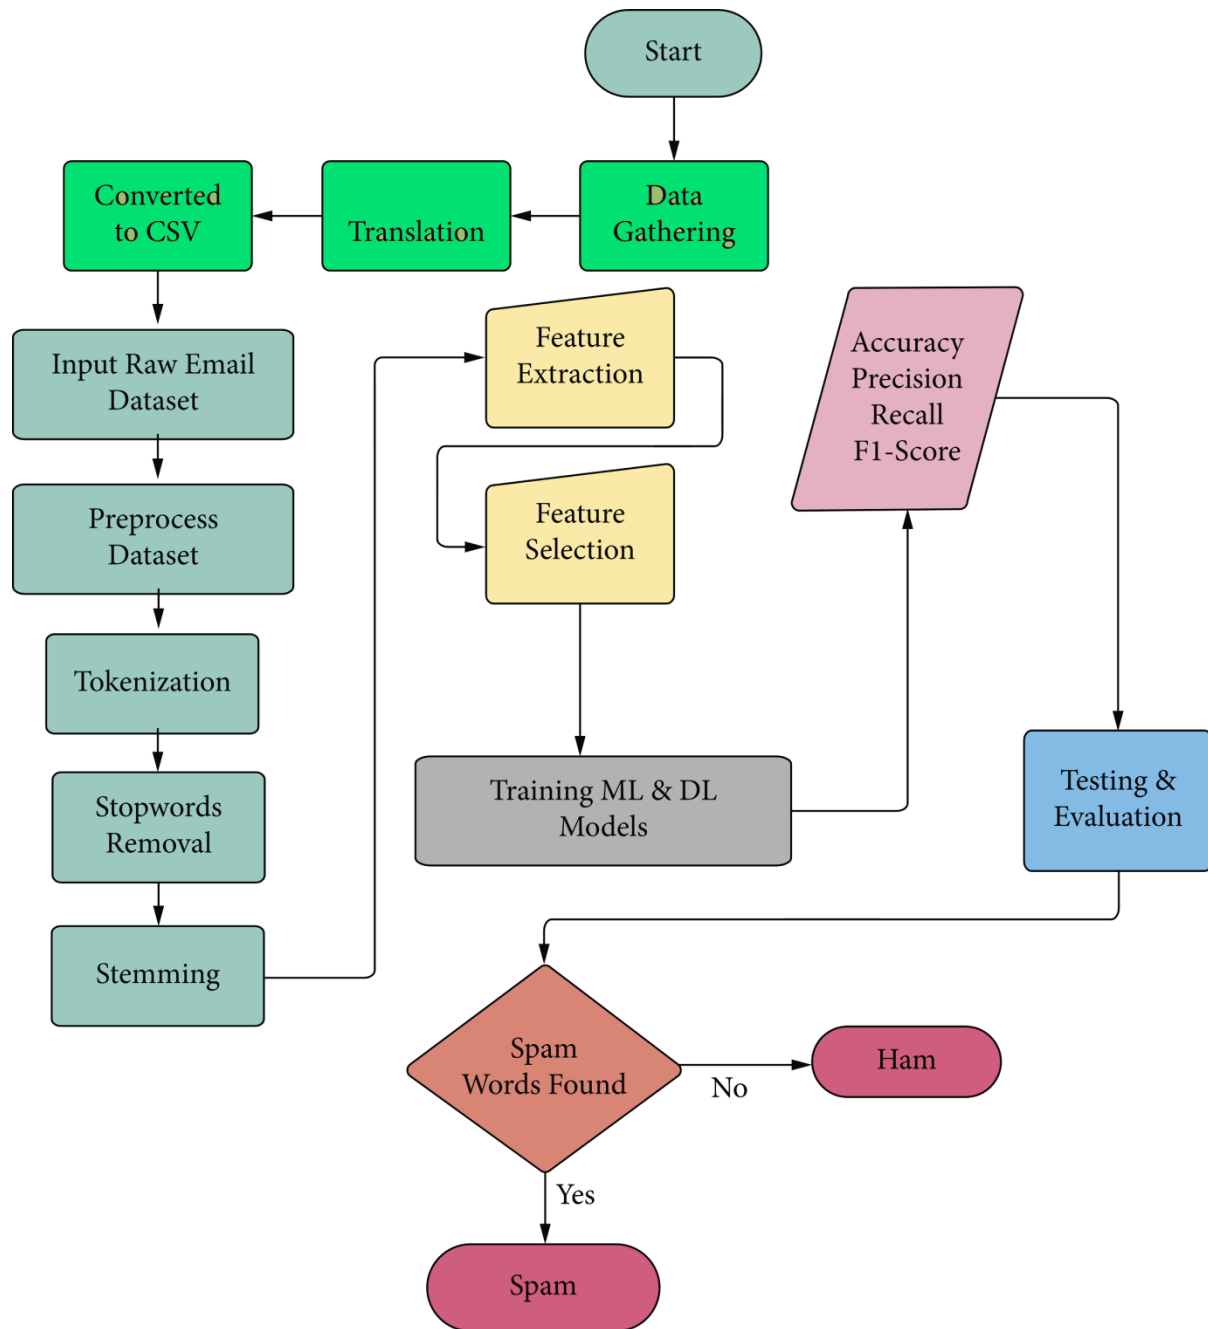 Start
Data
Gathering
Translation
Converted
to CSV
Input Raw Email
Dataset
Preprocess
Dataset
Tokenization
Stopwords
Removal
Stemming
Feature
Extraction
Feature
Selection
Training ML & DL
Models
Accuracy
Precision
Recall
F1-Score
Testing &
Evaluation
Spam
Words Found
No
Ham
Yes
Spam